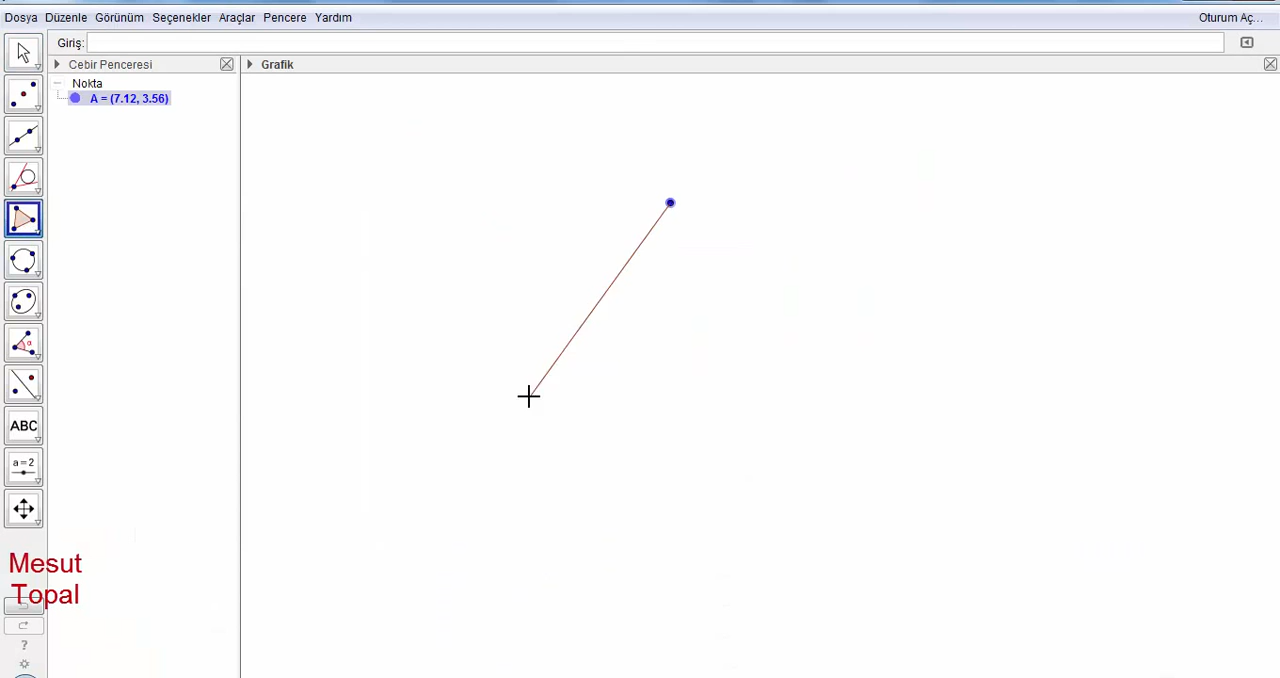 Dosya Düzenle Görünüm Seçenekler Araçlar Pencere Yardım Oturum Aç...
Giriş:
Cebir Penceresi Grafik
Nokta
A = (7.12, 3.56)
α
ABC
a=2
Mesut
Topal
?